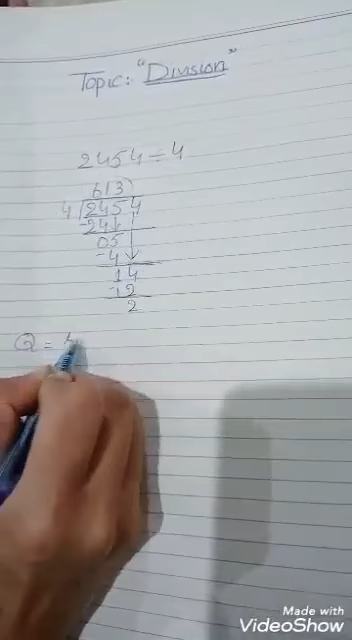 Topic: "Division"
2454 ÷ 4
613
4 2454
-24
05
-4
14
-12
2
Q =
Made with
VideoShow